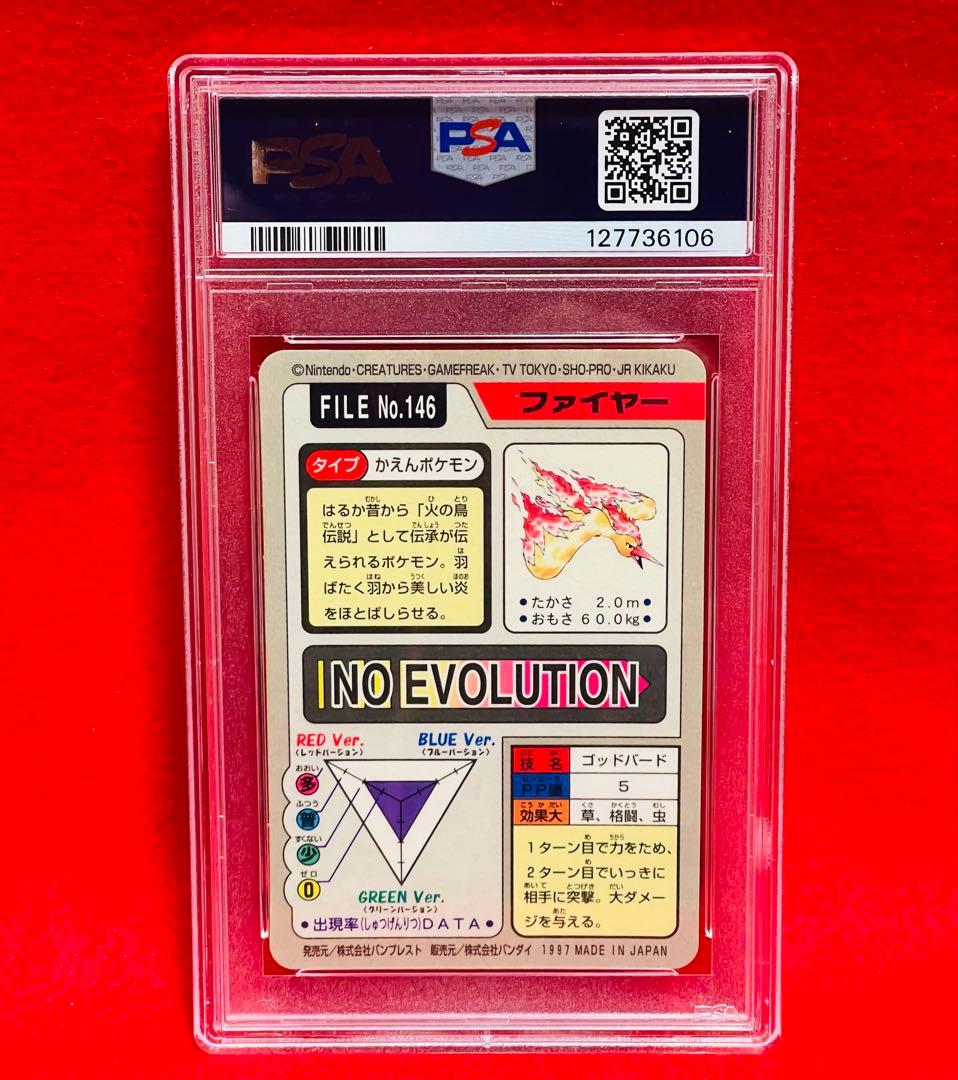 PSA
PSA
127736106
©Nintendo・CREATURES・GAMEFREAK・TV TOKYO・SHO-PRO・JR KIKAKU
FILE No.146
ファイヤー
タイプ かえんポケモン
はるか昔から「火の鳥
伝説」として伝承が伝
えられるポケモン。羽
ばたく羽から美しい炎
をほとばしらせる。
●たかさ 2.0m●
●おもさ 60.0kg●
NO EVOLUTION
RED Ver.
(レッドバージョン)
BLUE Ver.
(ブルーバージョン)
おおい
多
ふつう
普
すくない
少
ゼロ
0
GREEN Ver.
(グリーンバージョン)
●出現率(しゅつげんりつ)DATA●
技名 ゴッドバード
PP値 5
効果大 草、格闘、虫
1ターン目で力をため、
2ターン目でいっきに
相手に突撃。大ダメー
ジを与える。
発売元/株式会社バンプレスト 販売元/株式会社バンダイ 1997 MADE IN JAPAN
PSA